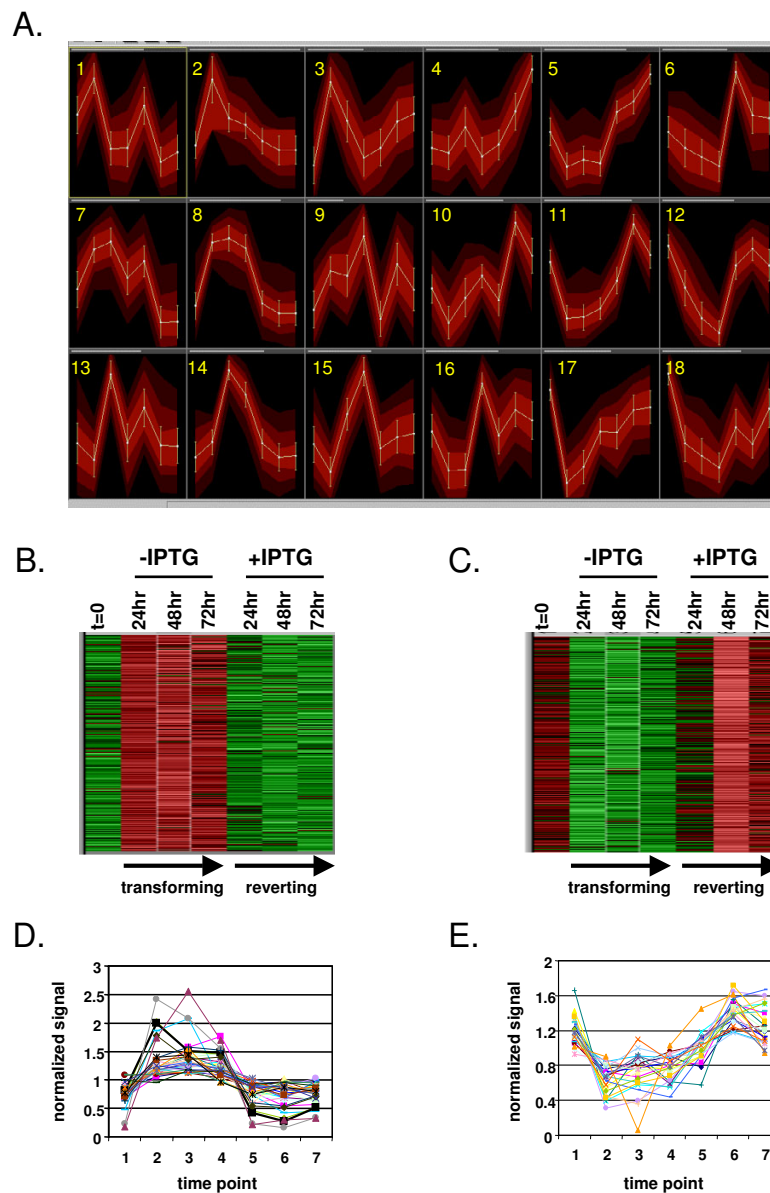 A.
1 2 3 4 5 6
7 8 9 10 11 12
13 14 15 16 17 18
B.
-IPTG +IPTG
t=0 24hr 48hr 72hr 24hr 48hr 72hr
transforming reverting
C.
-IPTG +IPTG
t=0 24hr 48hr 72hr 24hr 48hr 72hr
transforming reverting
D.
normalized signal
3
2.5
2
1.5
1
0.5
0
1 2 3 4 5 6 7
time point
E.
normalized signal
2
1.6
1.2
0.8
0.4
0
1 2 3 4 5 6 7
time point